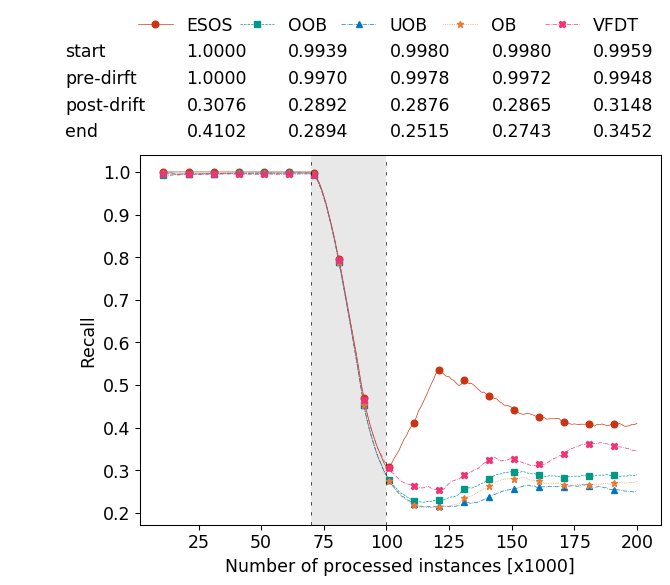 ESOS OOB UOB OB VFDT
start 1.0000 0.9939 0.9980 0.9980 0.9959
pre-dirft 1.0000 0.9970 0.9978 0.9972 0.9948
post-drift 0.3076 0.2892 0.2876 0.2865 0.3148
end 0.4102 0.2894 0.2515 0.2743 0.3452
1.0
0.9
0.8
0.7
0.6
0.5
0.4
0.3
0.2
Recall
25 50 75 100 125 150 175 200
Number of processed instances [x1000]